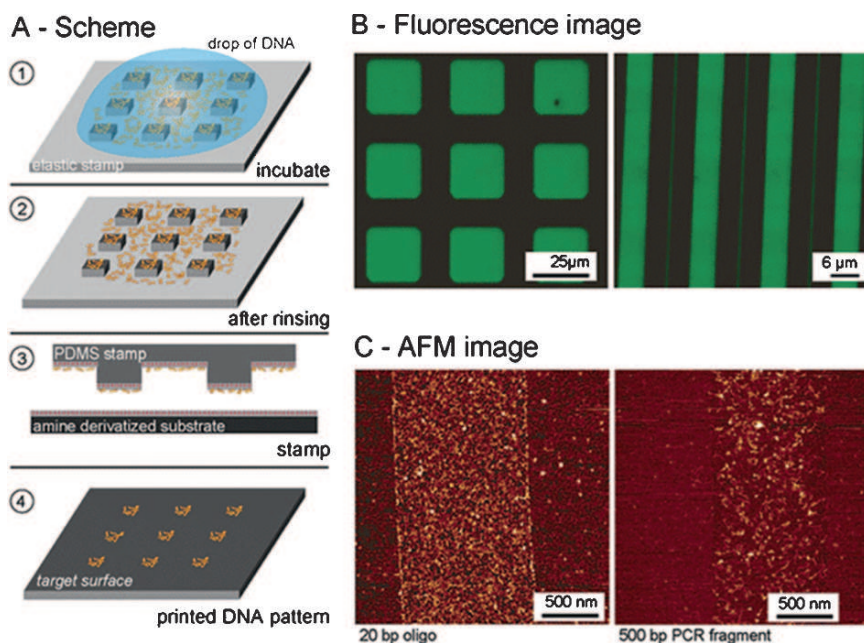 A - Scheme
drop of DNA
1
elastic stamp
incubate
2
after rinsing
3
PDMS stamp
amine derivatized substrate
stamp
4
target surface
printed DNA pattern
B - Fluorescence image
25μm
6 μm
C - AFM image
500 nm
500 nm
20 bp oligo
500 bp PCR fragment